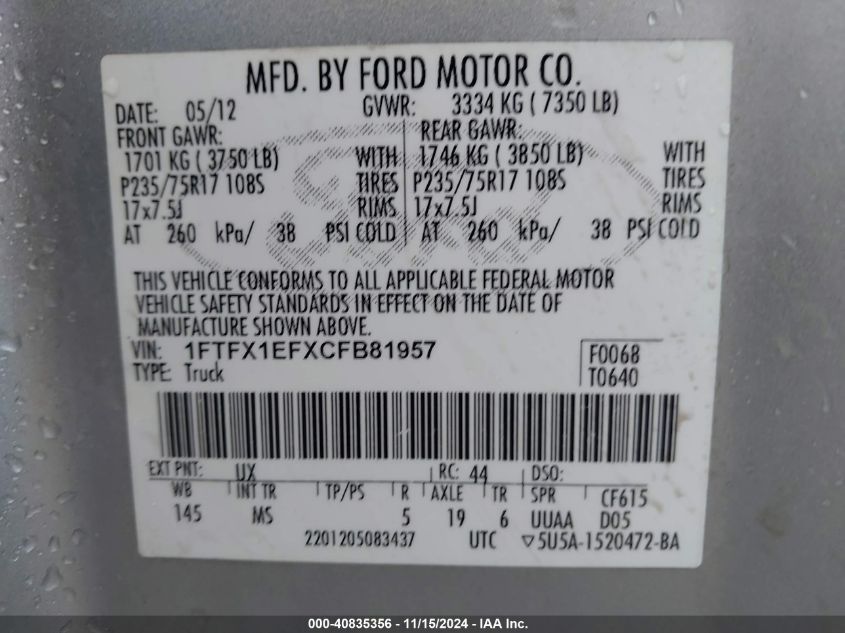 MFD. BY FORD MOTOR CO.
DATE: 05/12 GVWR: 3334 KG ( 7350 LB)
FRONT GAWR: REAR GAWR:
1701 KG ( 3750 LB) WITH 1746 KG ( 3850 LB) WITH
P235/75R17 108S TIRES P235/75R17 108S TIRES
17x7.5J RIMS 17x7.5J RIMS
AT 260 kPa/ 38 PSI COLD AT 260 kPa/ 38 PSI COLD
THIS VEHICLE CONFORMS TO ALL APPLICABLE FEDERAL MOTOR
VEHICLE SAFETY STANDARDS IN EFFECT ON THE DATE OF
MANUFACTURE SHOWN ABOVE.
VIN: 1FTFX1EFXCFB81957 F0068
TYPE: Truck T0640
EXT PNT: UX RC: 44 DSO:
WB INT TR TP/PS R AXLE TR SPR CF615
145 MS 5 19 6 UUAA D05
2201205083437 UTC ▽5U5A-1520472-BA
000-40835356 - 11/15/2024 - IAA Inc.